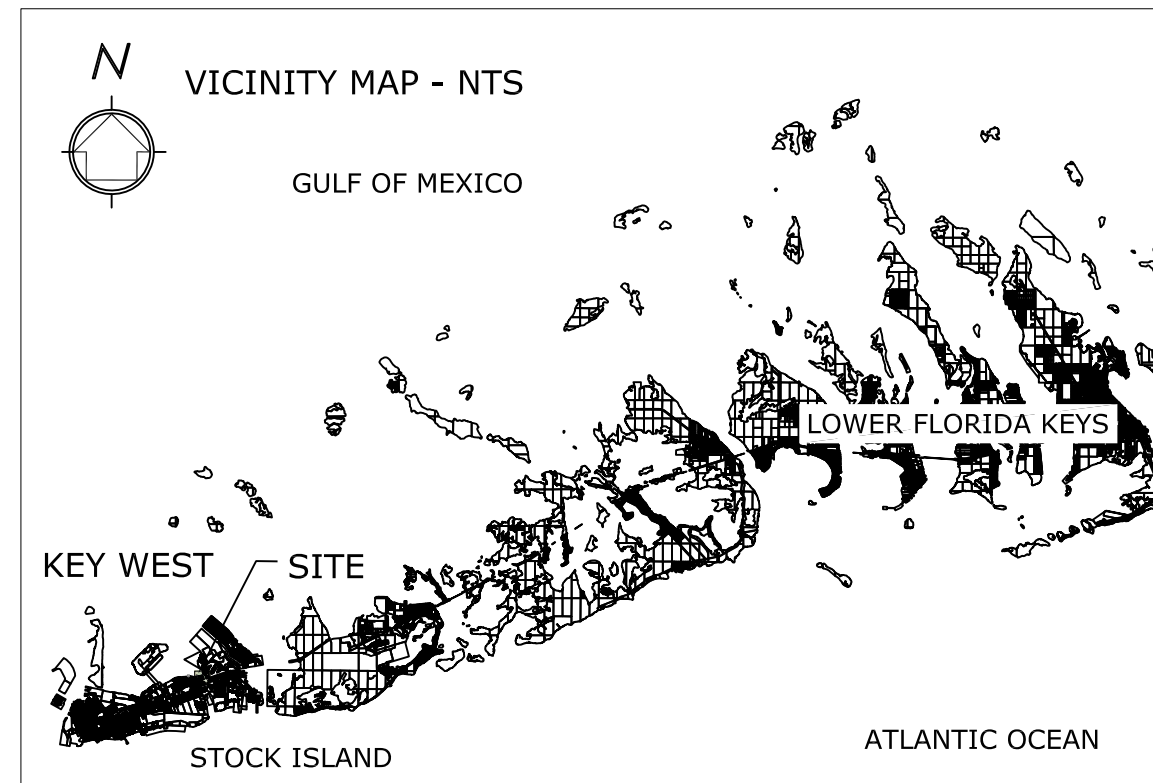 N
VICINITY MAP - NTS
GULF OF MEXICO
LOWER FLORIDA KEYS
KEY WEST
SITE
STOCK ISLAND
ATLANTIC OCEAN